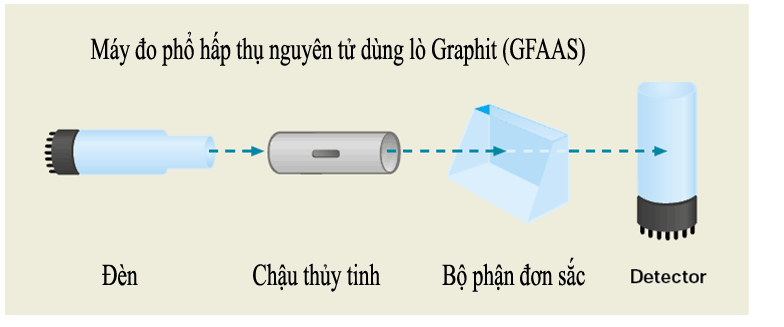 Máy đo phổ hấp thụ nguyên tử dùng lò Graphit (GFAAS)
Đèn
Chậu thủy tinh
Bộ phận đơn sắc
Detector